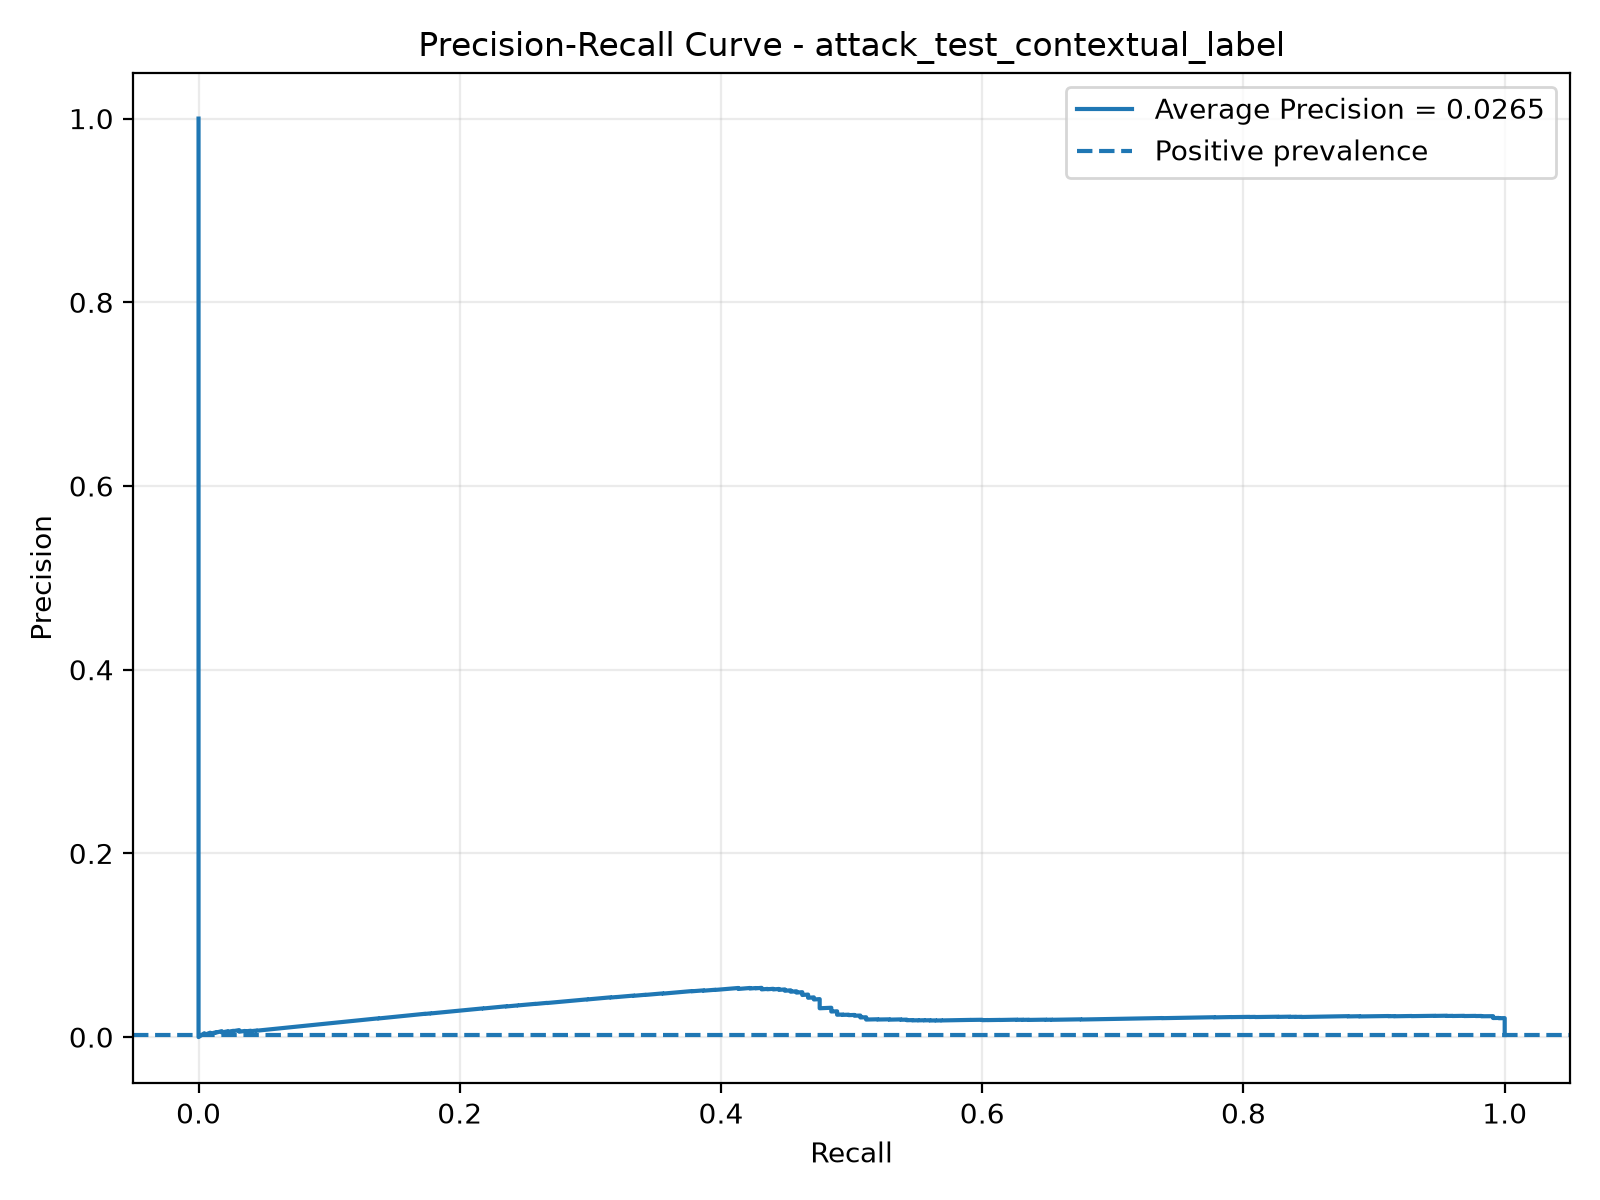 Precision-Recall Curve - attack_test_contextual_label
Average Precision = 0.0265
Positive prevalence
1.0
0.8
0.6
0.4
0.2
0.0
Precision
0.0
0.2
0.4
0.6
0.8
1.0
Recall